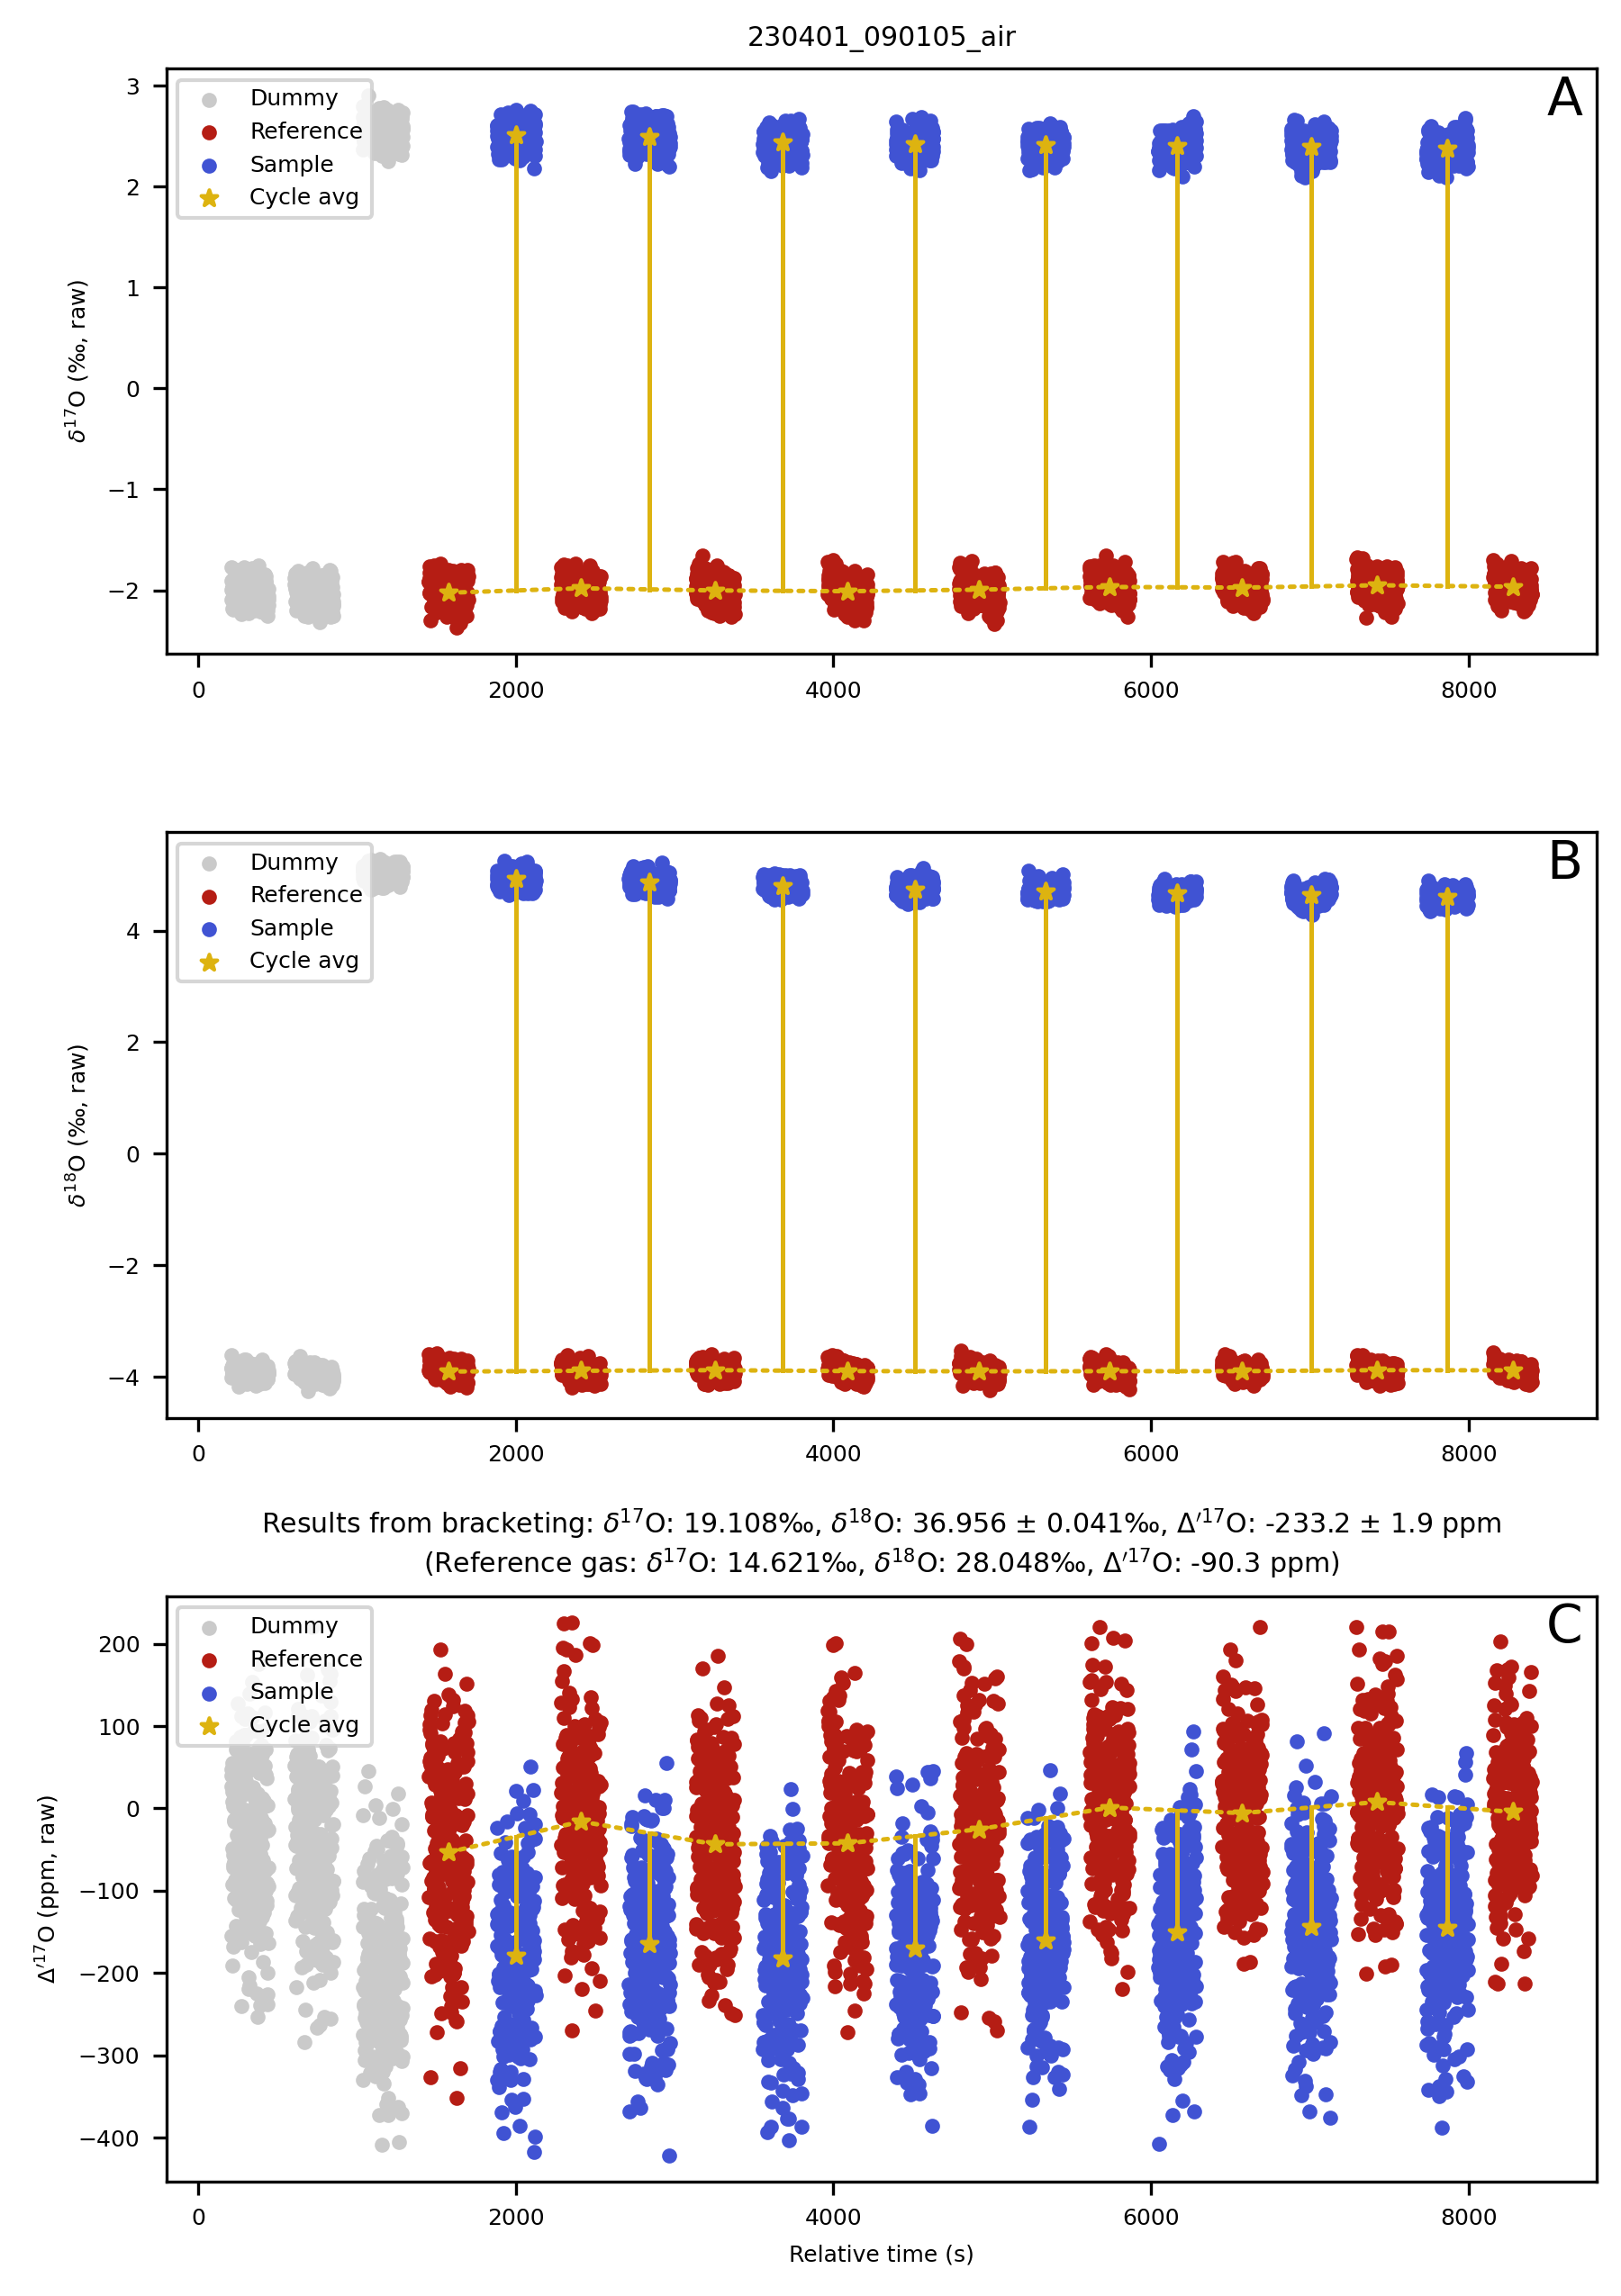 230401_090105_air
A
Dummy
Reference
Sample
Cycle avg
δ¹⁷O (‰, raw)
3
2
1
0
−1
−2
0 2000 4000 6000 8000
B
Dummy
Reference
Sample
Cycle avg
δ¹⁸O (‰, raw)
4
2
0
−2
−4
0 2000 4000 6000 8000
Results from bracketing: δ¹⁷O: 19.108‰, δ¹⁸O: 36.956 ± 0.041‰, Δ′¹⁷O: -233.2 ± 1.9 ppm
(Reference gas: δ¹⁷O: 14.621‰, δ¹⁸O: 28.048‰, Δ′¹⁷O: -90.3 ppm)
C
Dummy
Reference
Sample
Cycle avg
Δ′¹⁷O (ppm, raw)
200
100
0
−100
−200
−300
−400
0 2000 4000 6000 8000
Relative time (s)